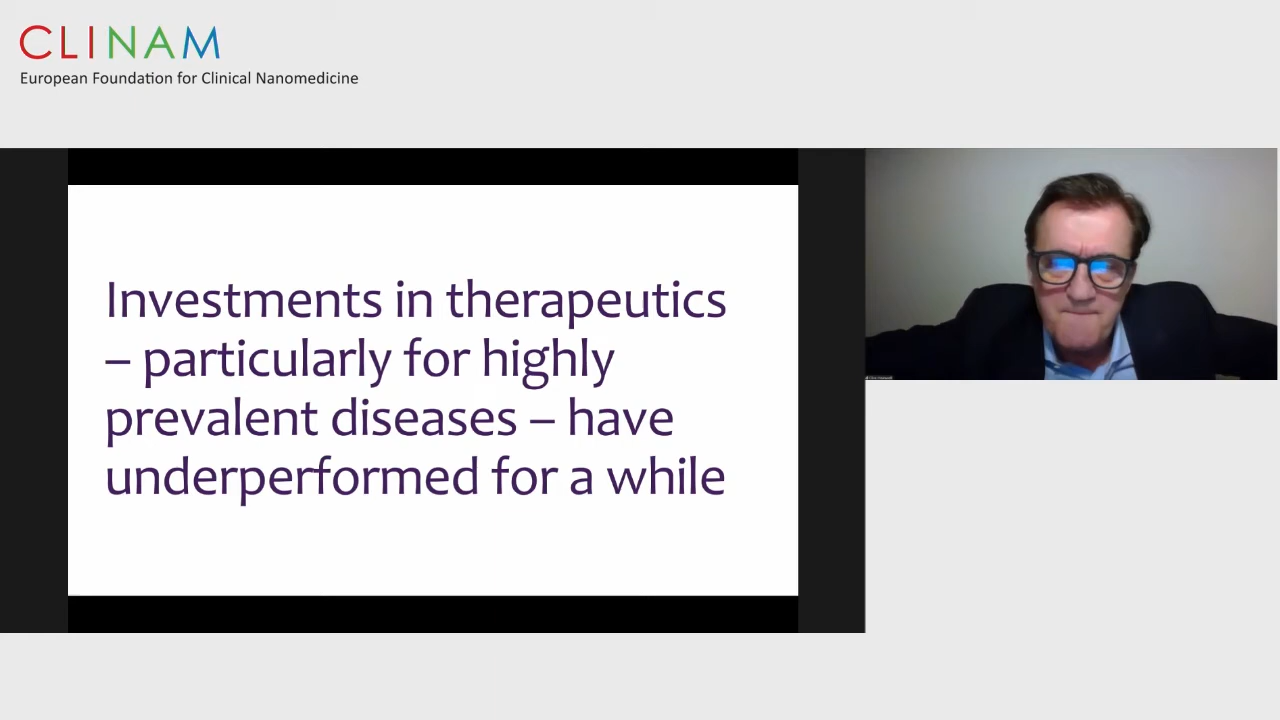 CLINAM
European Foundation for Clinical Nanomedicine
Investments in therapeutics
– particularly for highly
prevalent diseases – have
underperformed for a while